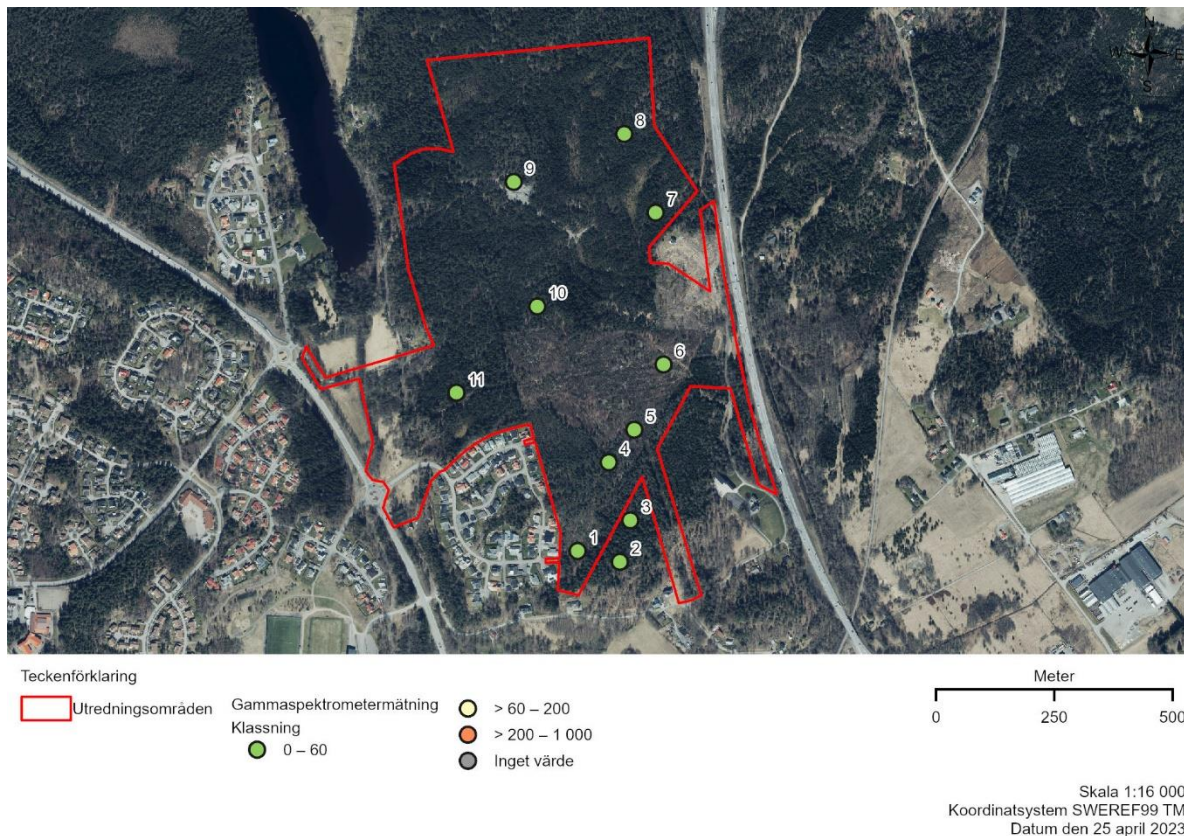 N
W E
S
8
9
7
10
6
11
5
4
3
1
2
Teckenförklaring
Utredningsområden
Gammaspektrometermätning
Klassning
0 – 60
> 60 – 200
> 200 – 1 000
Inget värde
Meter
0 250 500
Skala 1:16 000
Koordinatsystem SWEREF99 TM
Datum den 25 april 2023